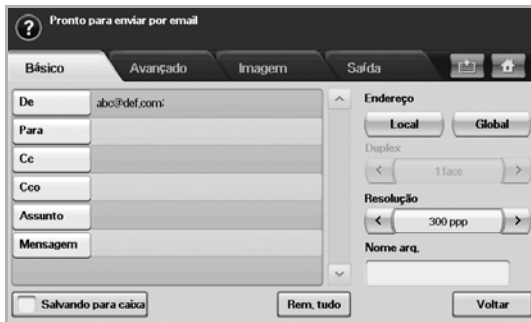 Pronto para enviar por email
Básico Avançado Imagem Saída
De abc@def.com;
Para
Cc
Cco
Assunto
Mensagem
Endereço
Local Global
Duplex
1 face
Resolução
300 ppp
Nome arq.
Salvando para caixa Rem. tudo Voltar